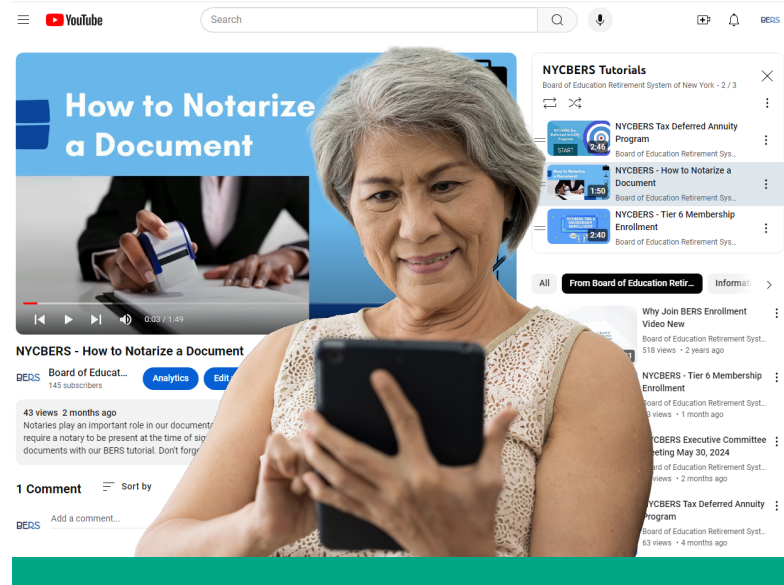 YouTube
Search
BERS
How to Notarize
a Document
0:03 / 1:49
NYCBERS - How to Notarize a Document
BERS
Board of Educat...
145 subscribers
Analytics
Edit
43 views 2 months ago
Notaries play an important role in our
require a notary to be present at the time of
documents with our BERS tutorial. Don't
1 Comment
Sort by
BERS
Add a comment...
NYCBERS Tutorials
Board of Education Retirement System of New York - 2 / 3
START
2:46
NYCBERS Tax Deferred Annuity
Program
Board of Education Retirement Sys...
How to Notarize
1:50
NYCBERS - How to Notarize a
Document
Board of Education Retirement Sys...
2:40
NYCBERS - Tier 6 Membership
Enrollment
Board of Education Retirement Sys...
All
From Board of Education Retir...
Why Join BERS Enrollment
Video New
Board of Education Retirement Syst...
518 views • 2 years ago
NYCBERS - Tier 6 Membership
Enrollment
Board of Education Retirement Syst...
views • 1 month ago
NYCBERS Executive Committee
Meeting May 30, 2024
Board of Education Retirement Syst...
views • 2 months ago
NYCBERS Tax Deferred Annuity
Program
Board of Education Retirement Syst...
63 views • 4 months ago